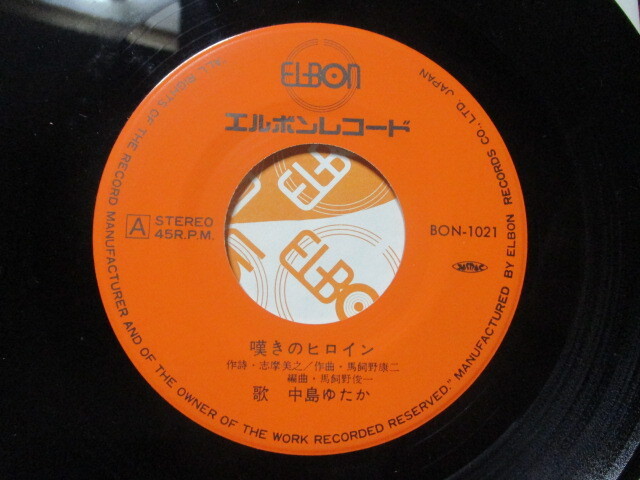 ELBON
エルボンレコード
A STEREO
45R.P.M.
BON-1021
嘆きのヒロイン
作詩・志摩美之／作曲・馬飼野康二
編曲・馬飼野俊一
歌 中島ゆたか
"ALL RIGHTS OF THE RECORD MANUFACTURER AND OF THE OWNER OF THE WORK RECORDED RESERVED." MANUFACTURED BY ELBON RECORDS CO., LTD. JAPAN
ELBON